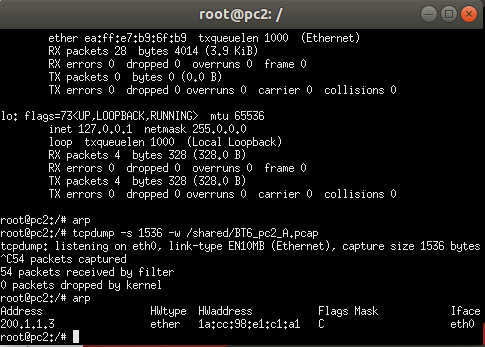 root@pc2: /
ether ea:ff:e7:b9:6f:b9  txqueuelen 1000  (Ethernet)
RX packets 28  bytes 4014 (3.9 KiB)
RX errors 0  dropped 0  overruns 0  frame 0
TX packets 0  bytes 0 (0.0 B)
TX errors 0  dropped 0 overruns 0  carrier 0  collisions 0
lo: flags=73<UP,LOOPBACK,RUNNING>  mtu 65536
inet 127.0.0.1  netmask 255.0.0.0
loop  txqueuelen 1000  (Local Loopback)
RX packets 4  bytes 328 (328.0 B)
RX errors 0  dropped 0  overruns 0  frame 0
TX packets 4  bytes 328 (328.0 B)
TX errors 0  dropped 0 overruns 0  carrier 0  collisions 0
root@pc2:/# arp
root@pc2:/# tcpdump -s 1536 -w /shared/BT6_pc2_A.pcap
tcpdump: listening on eth0, link-type EN10MB (Ethernet), capture size 1536 bytes
^C54 packets captured
54 packets received by filter
0 packets dropped by kernel
root@pc2:/# arp
Address                  HWtype  HWaddress           Flags Mask            Iface
200.1.1.3                ether   1a:cc:98:e1:c1:a1   C                     eth0
root@pc2:/#